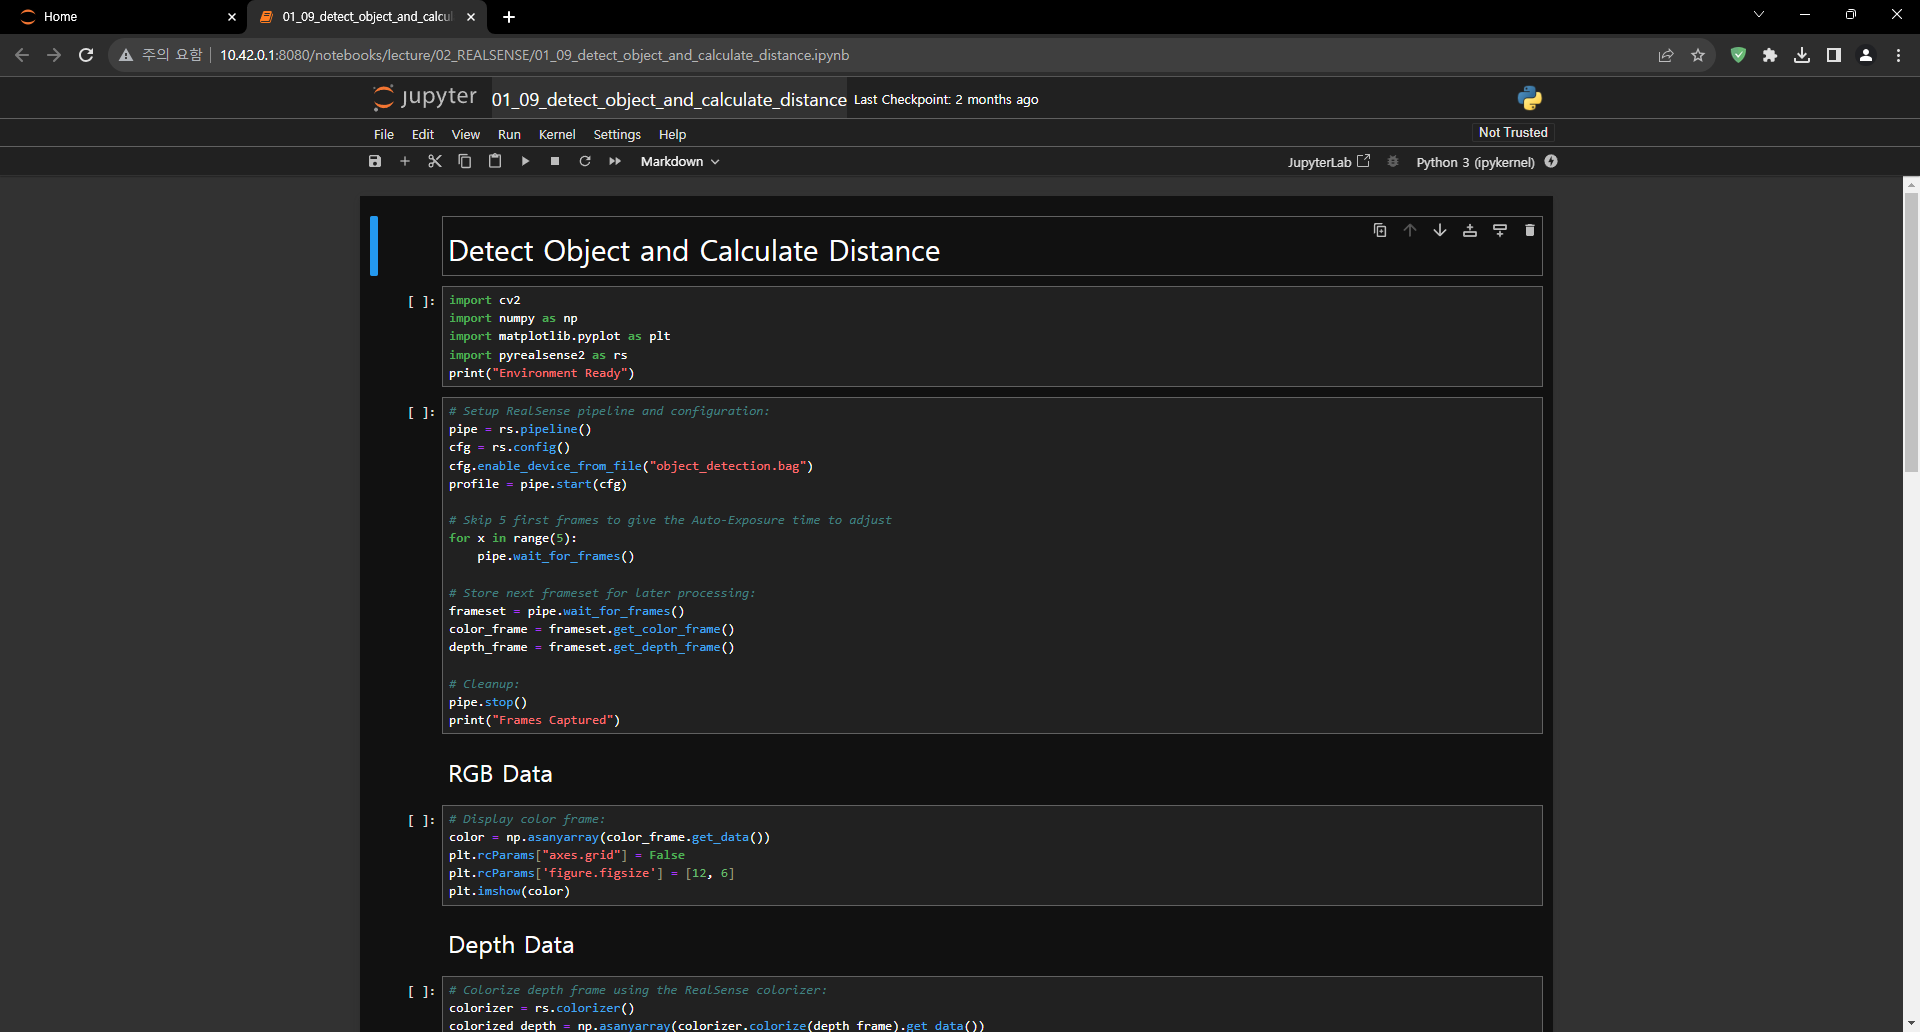 Home
01_09_detect_object_and_calcul
주의 요함
10.42.0.1:8080/notebooks/lecture/02_REALSENSE/01_09_detect_object_and_calculate_distance.ipynb
jupyter 01_09_detect_object_and_calculate_distance Last Checkpoint: 2 months ago
File Edit View Run Kernel Settings Help
Not Trusted
Markdown
JupyterLab
Python 3 (ipykernel)
Detect Object and Calculate Distance
[ ]:
import cv2
import numpy as np
import matplotlib.pyplot as plt
import pyrealsense2 as rs
print("Environment Ready")
[ ]:
# Setup RealSense pipeline and configuration:
pipe = rs.pipeline()
cfg = rs.config()
cfg.enable_device_from_file("object_detection.bag")
profile = pipe.start(cfg)
# Skip 5 first frames to give the Auto-Exposure time to adjust
for x in range(5):
    pipe.wait_for_frames()
# Store next frameset for later processing:
frameset = pipe.wait_for_frames()
color_frame = frameset.get_color_frame()
depth_frame = frameset.get_depth_frame()
# Cleanup:
pipe.stop()
print("Frames Captured")
RGB Data
[ ]:
# Display color frame:
color = np.asanyarray(color_frame.get_data())
plt.rcParams["axes.grid"] = False
plt.rcParams['figure.figsize'] = [12, 6]
plt.imshow(color)
Depth Data
[ ]:
# Colorize depth frame using the RealSense colorizer:
colorizer = rs.colorizer()
colorized_depth = np.asanyarray(colorizer.colorize(depth_frame).get_data())